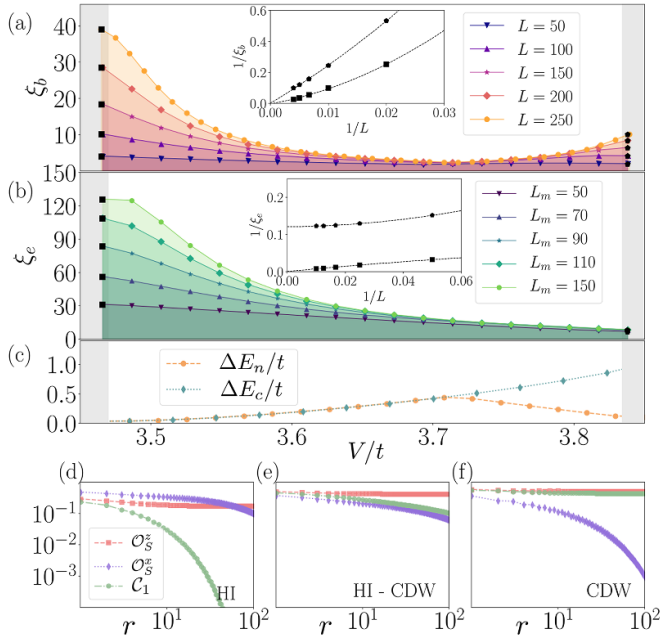 (a)
ξ_b
40
30
20
10
0
1/ξ_b
0.6
0.4
0.2
0.0
0.00 0.01 0.02 0.03
1/L
L = 50
L = 100
L = 150
L = 200
L = 250
(b)
ξ_e
150
120
90
60
30
0
1/ξ_e
0.2
0.1
0.0
0.00 0.02 0.04 0.06
1/L
L_m = 50
L_m = 70
L_m = 90
L_m = 110
L_m = 150
(c)
1.0
0.5
0.0
ΔE_n/t
ΔE_c/t
3.5 3.6 3.7 3.8
V/t
(d) (e) (f)
10^{-1}
10^{-2}
10^{-3}
O_S^z
O_S^x
C_1
HI
HI - CDW
CDW
r 10^1 10^2 r 10^1 10^2 r 10^1 10^2